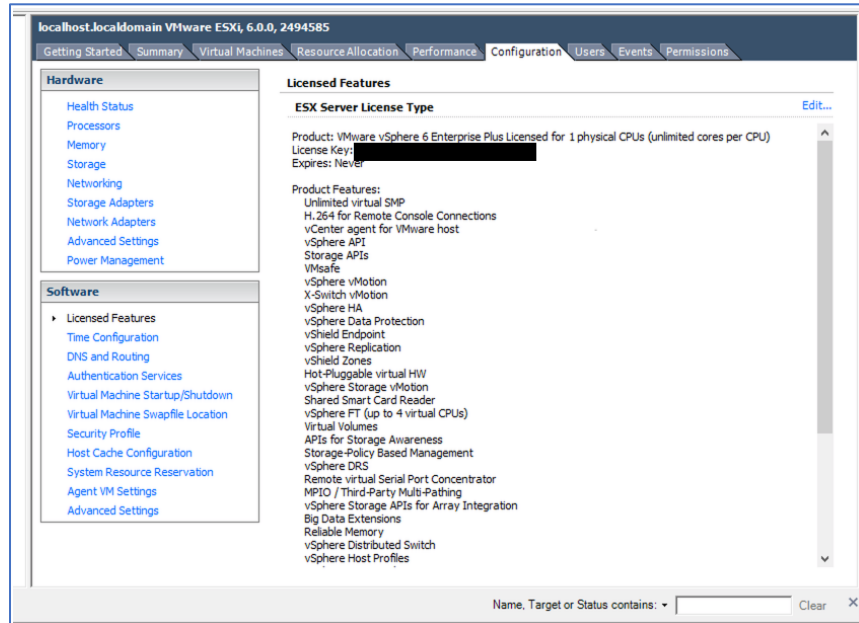 localhost.localdomain VMware ESXi, 6.0.0, 2494585
Getting Started Summary Virtual Machines Resource Allocation Performance Configuration Users Events Permissions
Hardware
Health Status
Processors
Memory
Storage
Networking
Storage Adapters
Network Adapters
Advanced Settings
Power Management
Software
Licensed Features
Time Configuration
DNS and Routing
Authentication Services
Virtual Machine Startup/Shutdown
Virtual Machine Swapfile Location
Security Profile
Host Cache Configuration
System Resource Reservation
Agent VM Settings
Advanced Settings
Licensed Features
ESX Server License Type Edit...
Product: VMware vSphere 6 Enterprise Plus Licensed for 1 physical CPUs (unlimited cores per CPU)
License Key:
Expires: Never
Product Features:
Unlimited virtual SMP
H.264 for Remote Console Connections
vCenter agent for VMware host
vSphere API
Storage APIs
VMsafe
vSphere vMotion
X-Switch vMotion
vSphere HA
vSphere Data Protection
vShield Endpoint
vSphere Replication
vShield Zones
Hot-Pluggable virtual HW
vSphere Storage vMotion
Shared Smart Card Reader
vSphere FT (up to 4 virtual CPUs)
Virtual Volumes
APIs for Storage Awareness
Storage-Policy Based Management
vSphere DRS
Remote virtual Serial Port Concentrator
MPIO / Third-Party Multi-Pathing
vSphere Storage APIs for Array Integration
Big Data Extensions
Reliable Memory
vSphere Distributed Switch
vSphere Host Profiles
Name, Target or Status contains: Clear